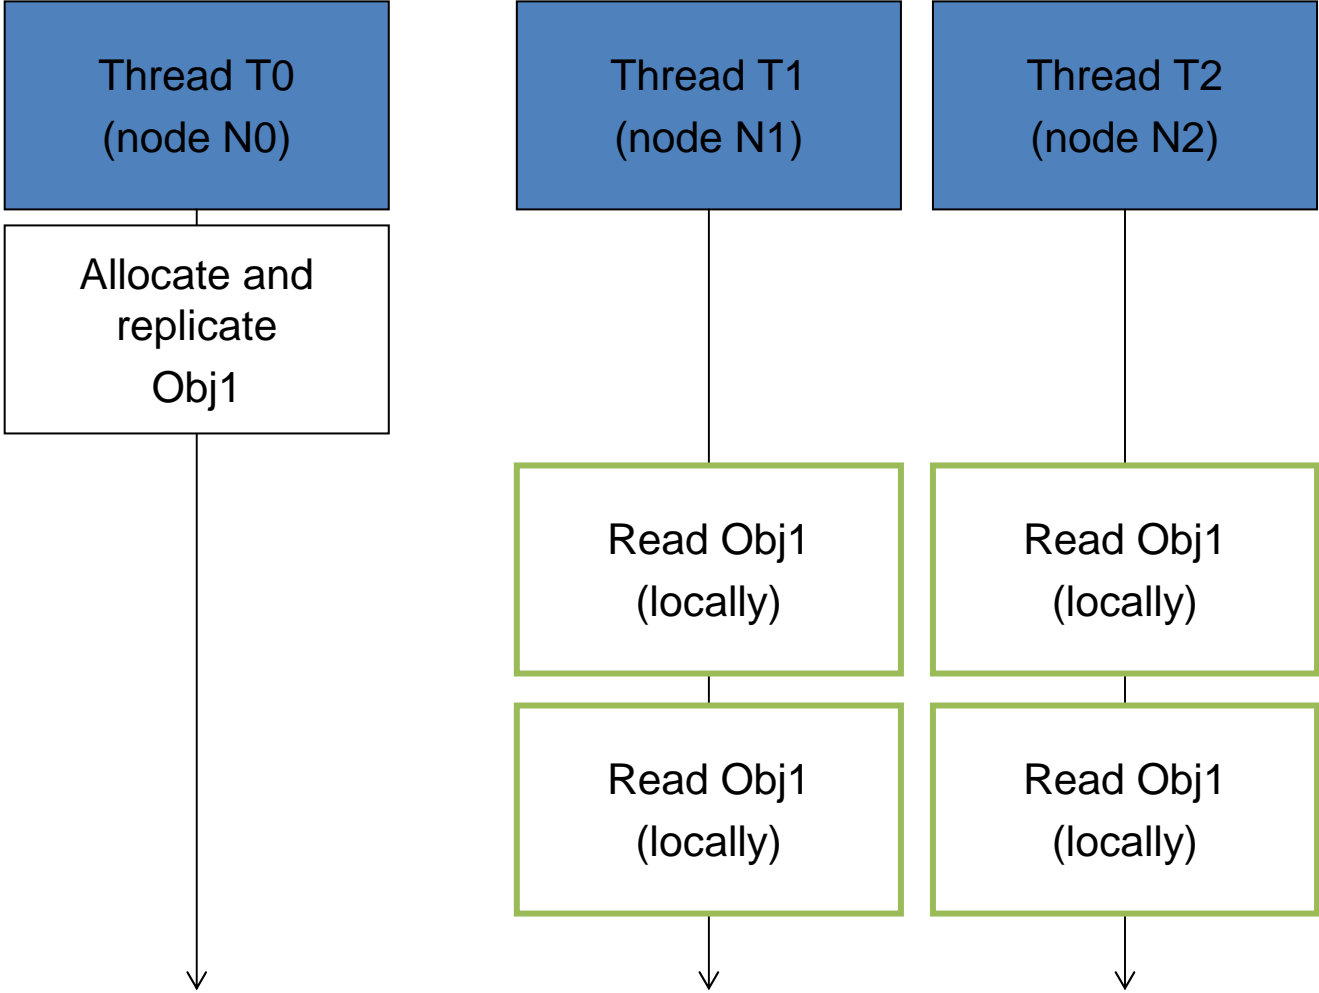 Thread T0
(node N0)
Thread T1
(node N1)
Thread T2
(node N2)
Allocate and
replicate
Obj1
Read Obj1
(locally)
Read Obj1
(locally)
Read Obj1
(locally)
Read Obj1
(locally)